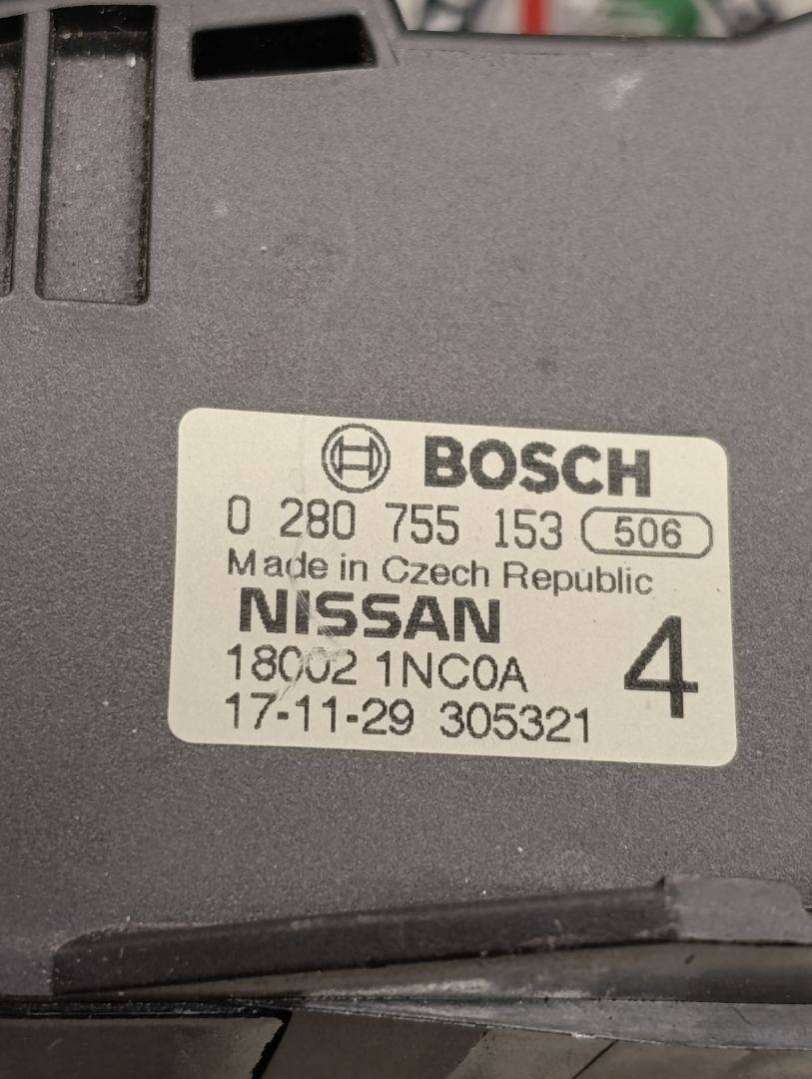 BOSCH
0 280 755 153 506
Made in Czech Republic
NISSAN
18002 1NC0A
4
17-11-29 305321